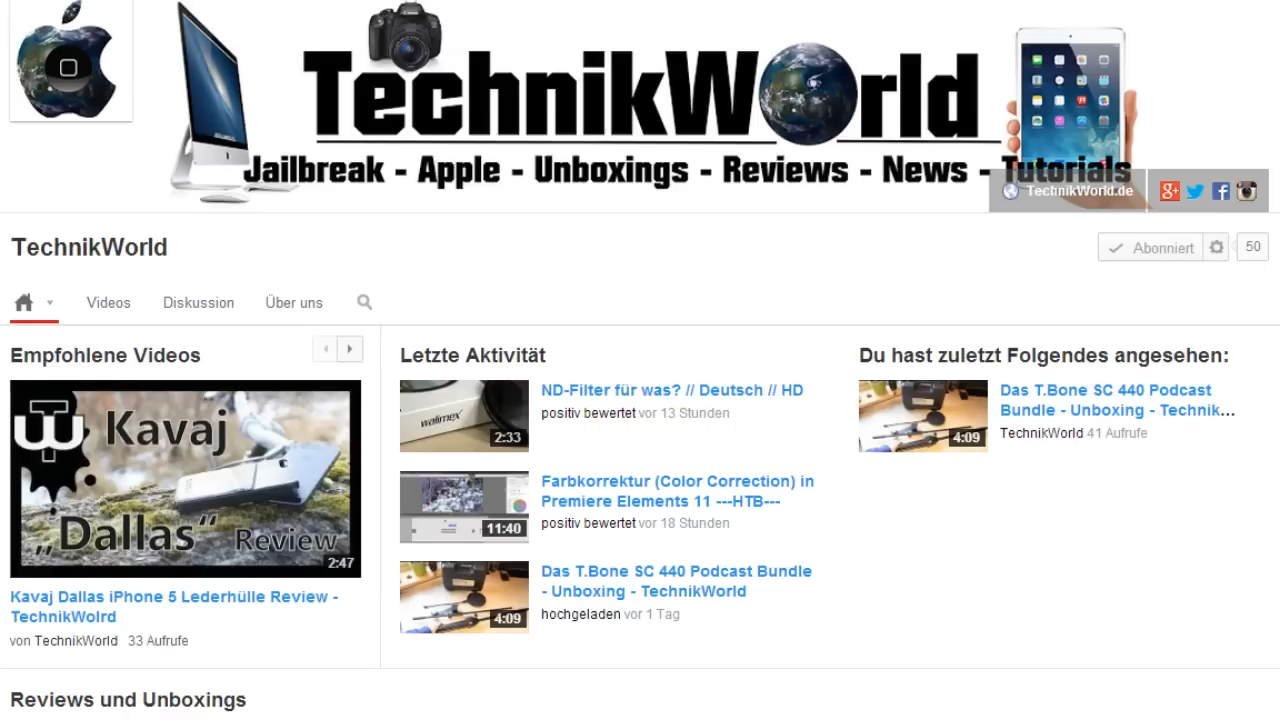 TechnikWorld
Jailbreak - Apple - Unboxings - Reviews - News - Tutorials
TechnikWorld.de
TechnikWorld
Abonniert
50
Videos
Diskussion
Über uns
Empfohlene Videos
Kavaj
„Dallas“ Review
2:47
Kavaj Dallas iPhone 5 Lederhülle Review -
TechnikWolrd
von TechnikWorld 33 Aufrufe
Letzte Aktivität
walimex
2:33
ND-Filter für was? // Deutsch // HD
positiv bewertet vor 13 Stunden
11:40
Farbkorrektur (Color Correction) in
Premiere Elements 11 ---HTB---
positiv bewertet vor 18 Stunden
4:09
Das T.Bone SC 440 Podcast Bundle
- Unboxing - TechnikWorld
hochgeladen vor 1 Tag
Du hast zuletzt Folgendes angesehen:
4:09
Das T.Bone SC 440 Podcast
Bundle - Unboxing - Technik...
TechnikWorld 41 Aufrufe
Reviews und Unboxings